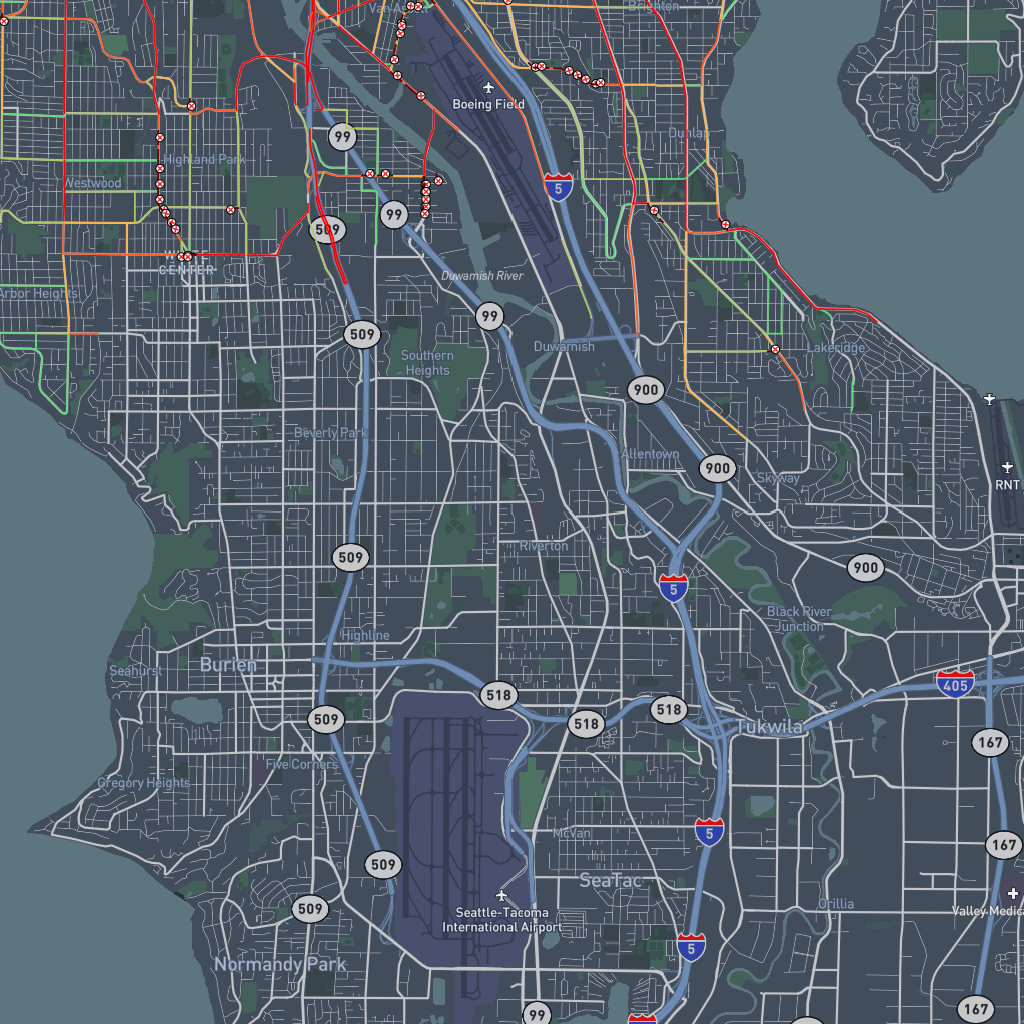 Van Asselt
Brighton
Boeing Field
99
Dunlap
Highland Park
Westwood
5
99
509
WHITE
CENTER
Duwamish River
Arbor Heights
99
509
Duwamish
Lakeridge
Southern
Heights
900
Beverly Park
Allentown
900
Skyway
RNT
Riverton
509
900
5
Black River
Junction
Highline
Seahurst
Burien
405
518
518
518
509
Tukwila
167
Five Corners
Gregory Heights
McVan
5
167
509
SeaTac
509
Orillia
Valley Medica
Seattle-Tacoma
International Airport
5
Normandy Park
99
167